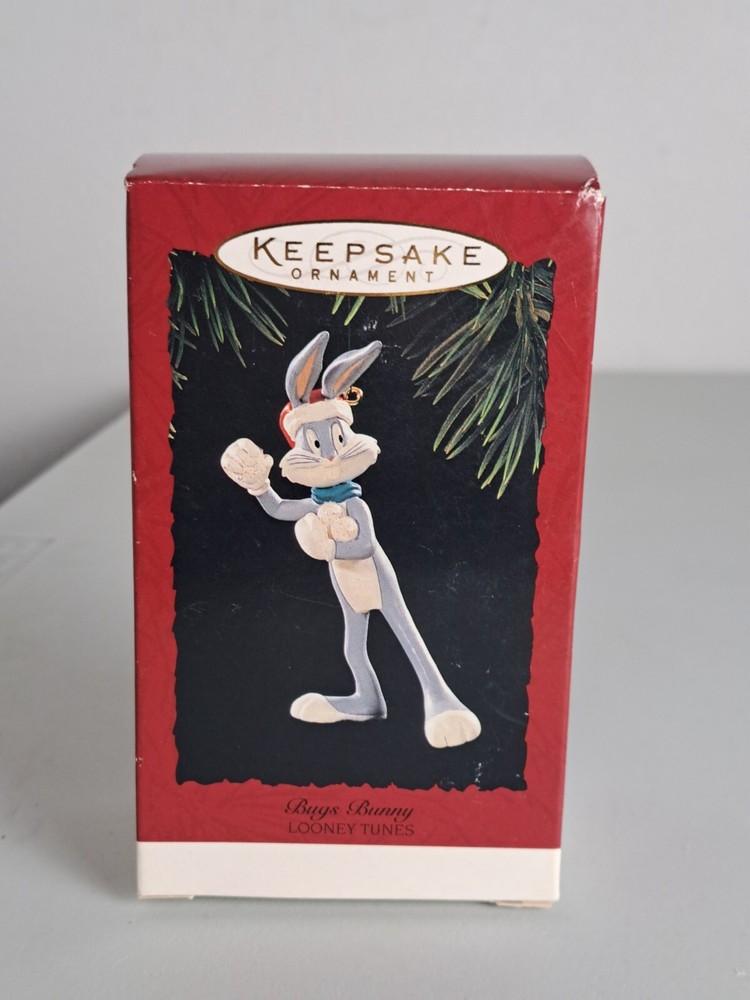 KEEPSAKE
ORNAMENT
Bugs Bunny
LOONEY TUNES